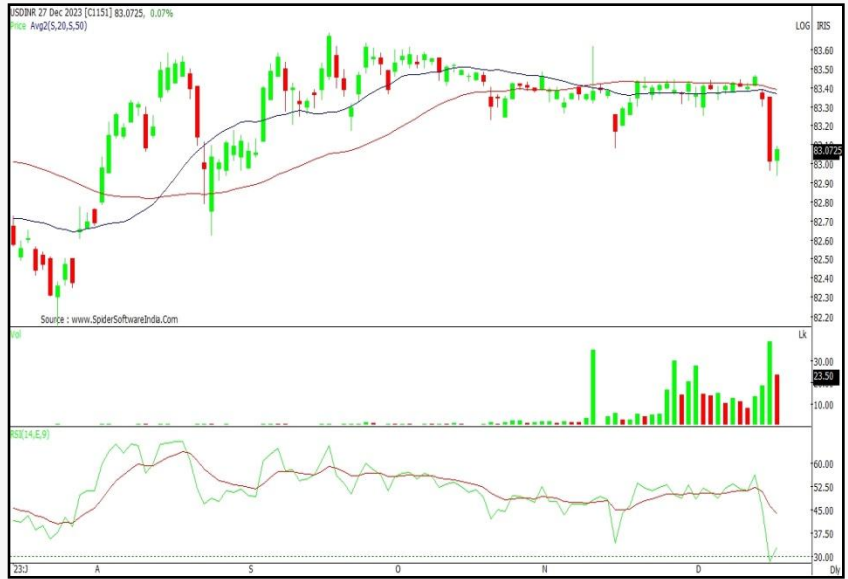 USDINR 27 Dec 2023 [C1151] 83.0725, 0.07%
Price Avg2(S,20,S,50)
LOG IRIS
83.60
83.50
83.40
83.30
83.20
83.0725
83.00
82.90
82.80
82.70
82.60
82.50
82.40
82.30
82.20
Source : www.SpiderSoftwareIndia.Com
Vol
Lk
30.00
23.50
10.00
RSI(14,E,9)
60.00
52.50
45.00
37.50
30.00
'23:J A S O N D Dly